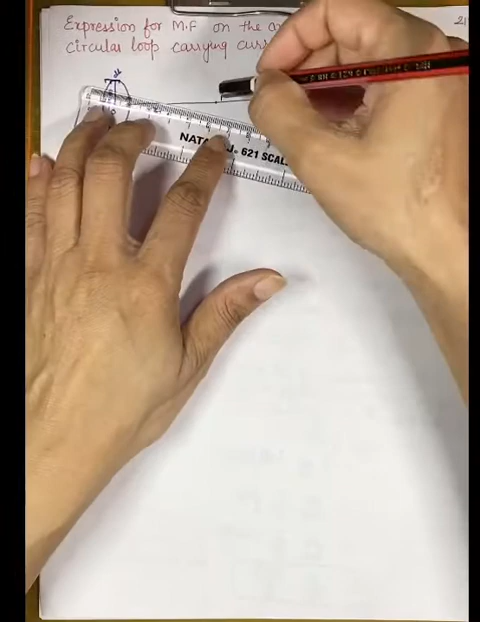 Expression for M.F on the
circular loop carrying
21
NATA
621 SCAL